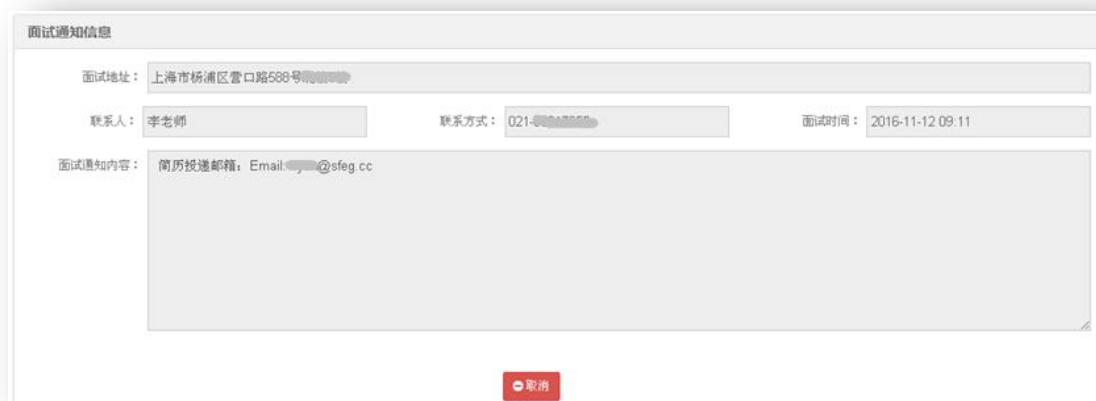 面试通知信息
面试地址： 上海市杨浦区营口路588号
联系人： 李老师 联系方式： 021- 面试时间： 2016-11-12 09:11
面试通知内容： 简历投递邮箱：Email: @sfeg.cc
取消